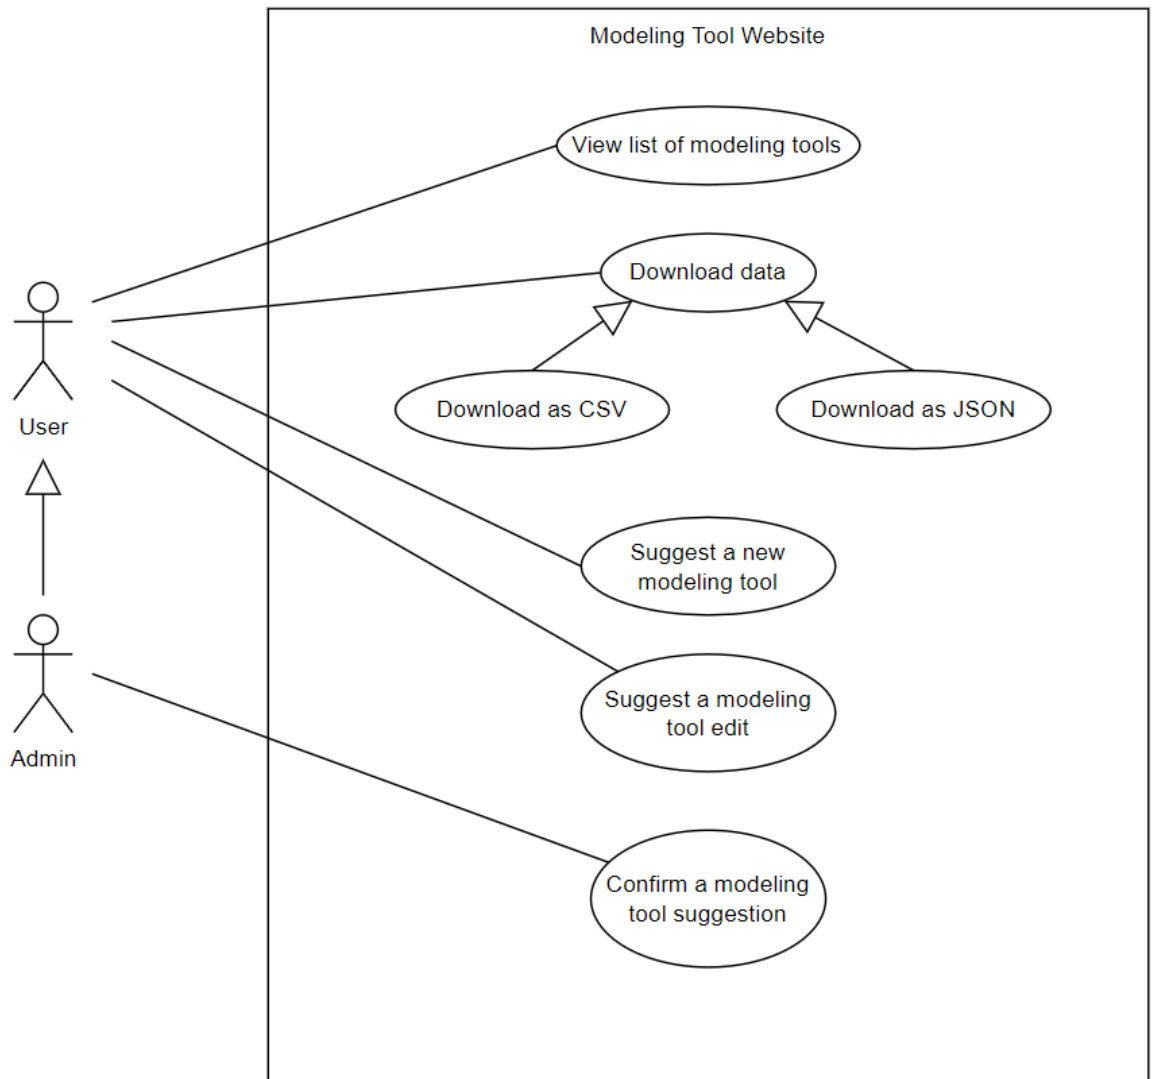 Modeling Tool Website
View list of modeling tools
Download data
Download as CSV
Download as JSON
User
Suggest a new
modeling tool
Suggest a modeling
tool edit
Admin
Confirm a modeling
tool suggestion